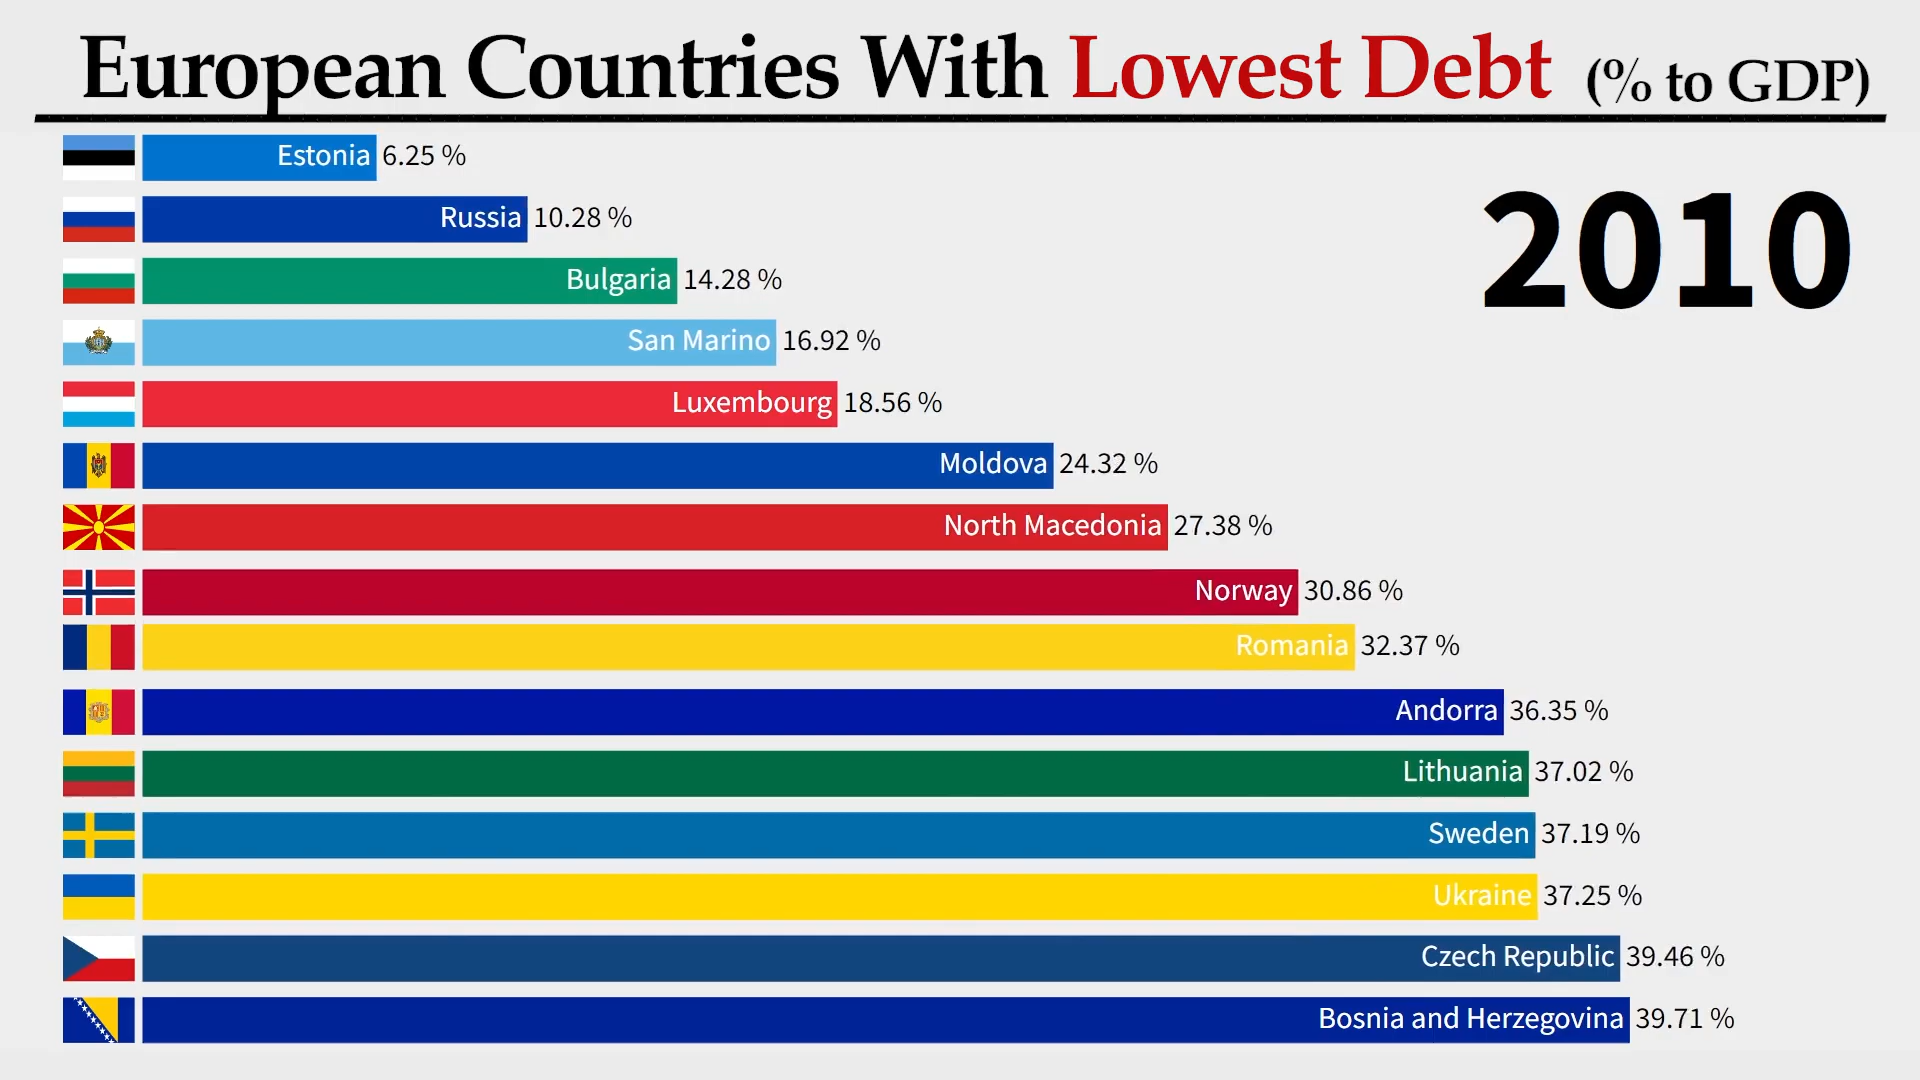 European Countries With Lowest Debt (% to GDP)
2010
Estonia 6.25 %
Russia 10.28 %
Bulgaria 14.28 %
San Marino 16.92 %
Luxembourg 18.56 %
Moldova 24.32 %
North Macedonia 27.38 %
Norway 30.86 %
Romania 32.37 %
Andorra 36.35 %
Lithuania 37.02 %
Sweden 37.19 %
Ukraine 37.25 %
Czech Republic 39.46 %
Bosnia and Herzegovina 39.71 %